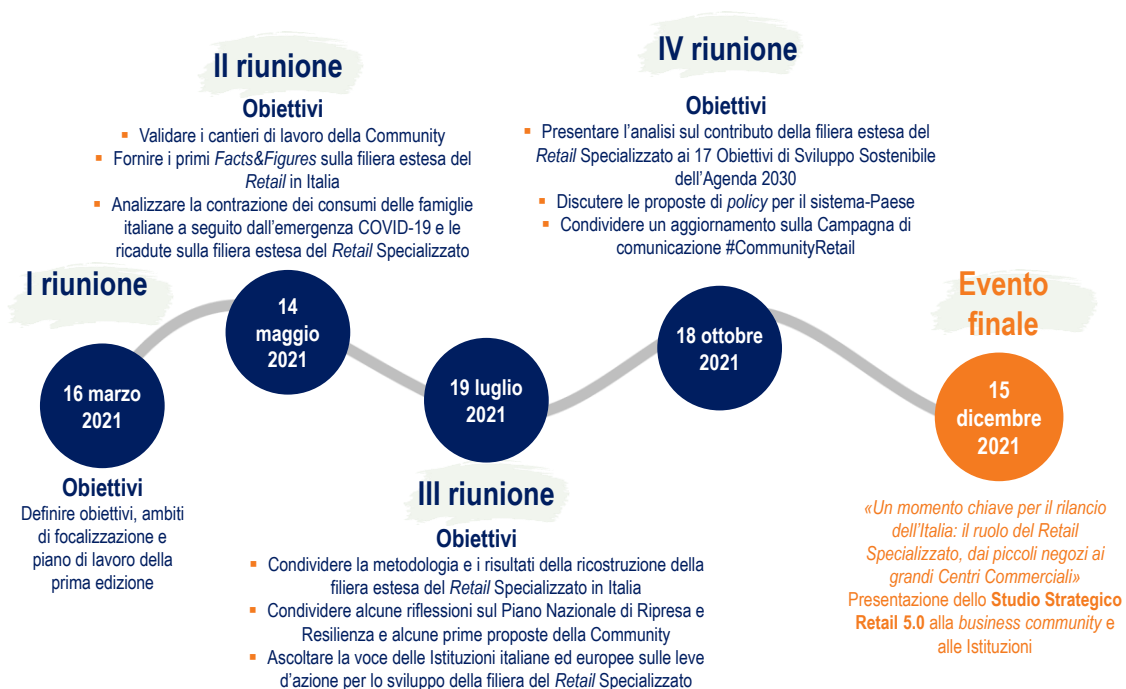 I riunione
16 marzo
2021
Obiettivi
Definire obiettivi, ambiti
di focalizzazione e
piano di lavoro della
prima edizione
II riunione
Obiettivi
▪ Validare i cantieri di lavoro della Community
▪ Fornire i primi Facts&Figures sulla filiera estesa del
Retail in Italia
▪ Analizzare la contrazione dei consumi delle famiglie
italiane a seguito dall'emergenza COVID-19 e le
ricadute sulla filiera estesa del Retail Specializzato
14
maggio
2021
19 luglio
2021
III riunione
Obiettivi
▪ Condividere la metodologia e i risultati della ricostruzione della
filiera estesa del Retail Specializzato in Italia
▪ Condividere alcune riflessioni sul Piano Nazionale di Ripresa e
Resilienza e alcune prime proposte della Community
▪ Ascoltare la voce delle Istituzioni italiane ed europee sulle leve
d'azione per lo sviluppo della filiera del Retail Specializzato
IV riunione
Obiettivi
▪ Presentare l'analisi sul contributo della filiera estesa del
Retail Specializzato ai 17 Obiettivi di Sviluppo Sostenibile
dell'Agenda 2030
▪ Discutere le proposte di policy per il sistema-Paese
▪ Condividere un aggiornamento sulla Campagna di
comunicazione #CommunityRetail
18 ottobre
2021
Evento
finale
15
dicembre
2021
«Un momento chiave per il rilancio
dell'Italia: il ruolo del Retail
Specializzato, dai piccoli negozi ai
grandi Centri Commerciali»
Presentazione dello Studio Strategico
Retail 5.0 alla business community e
alle Istituzioni